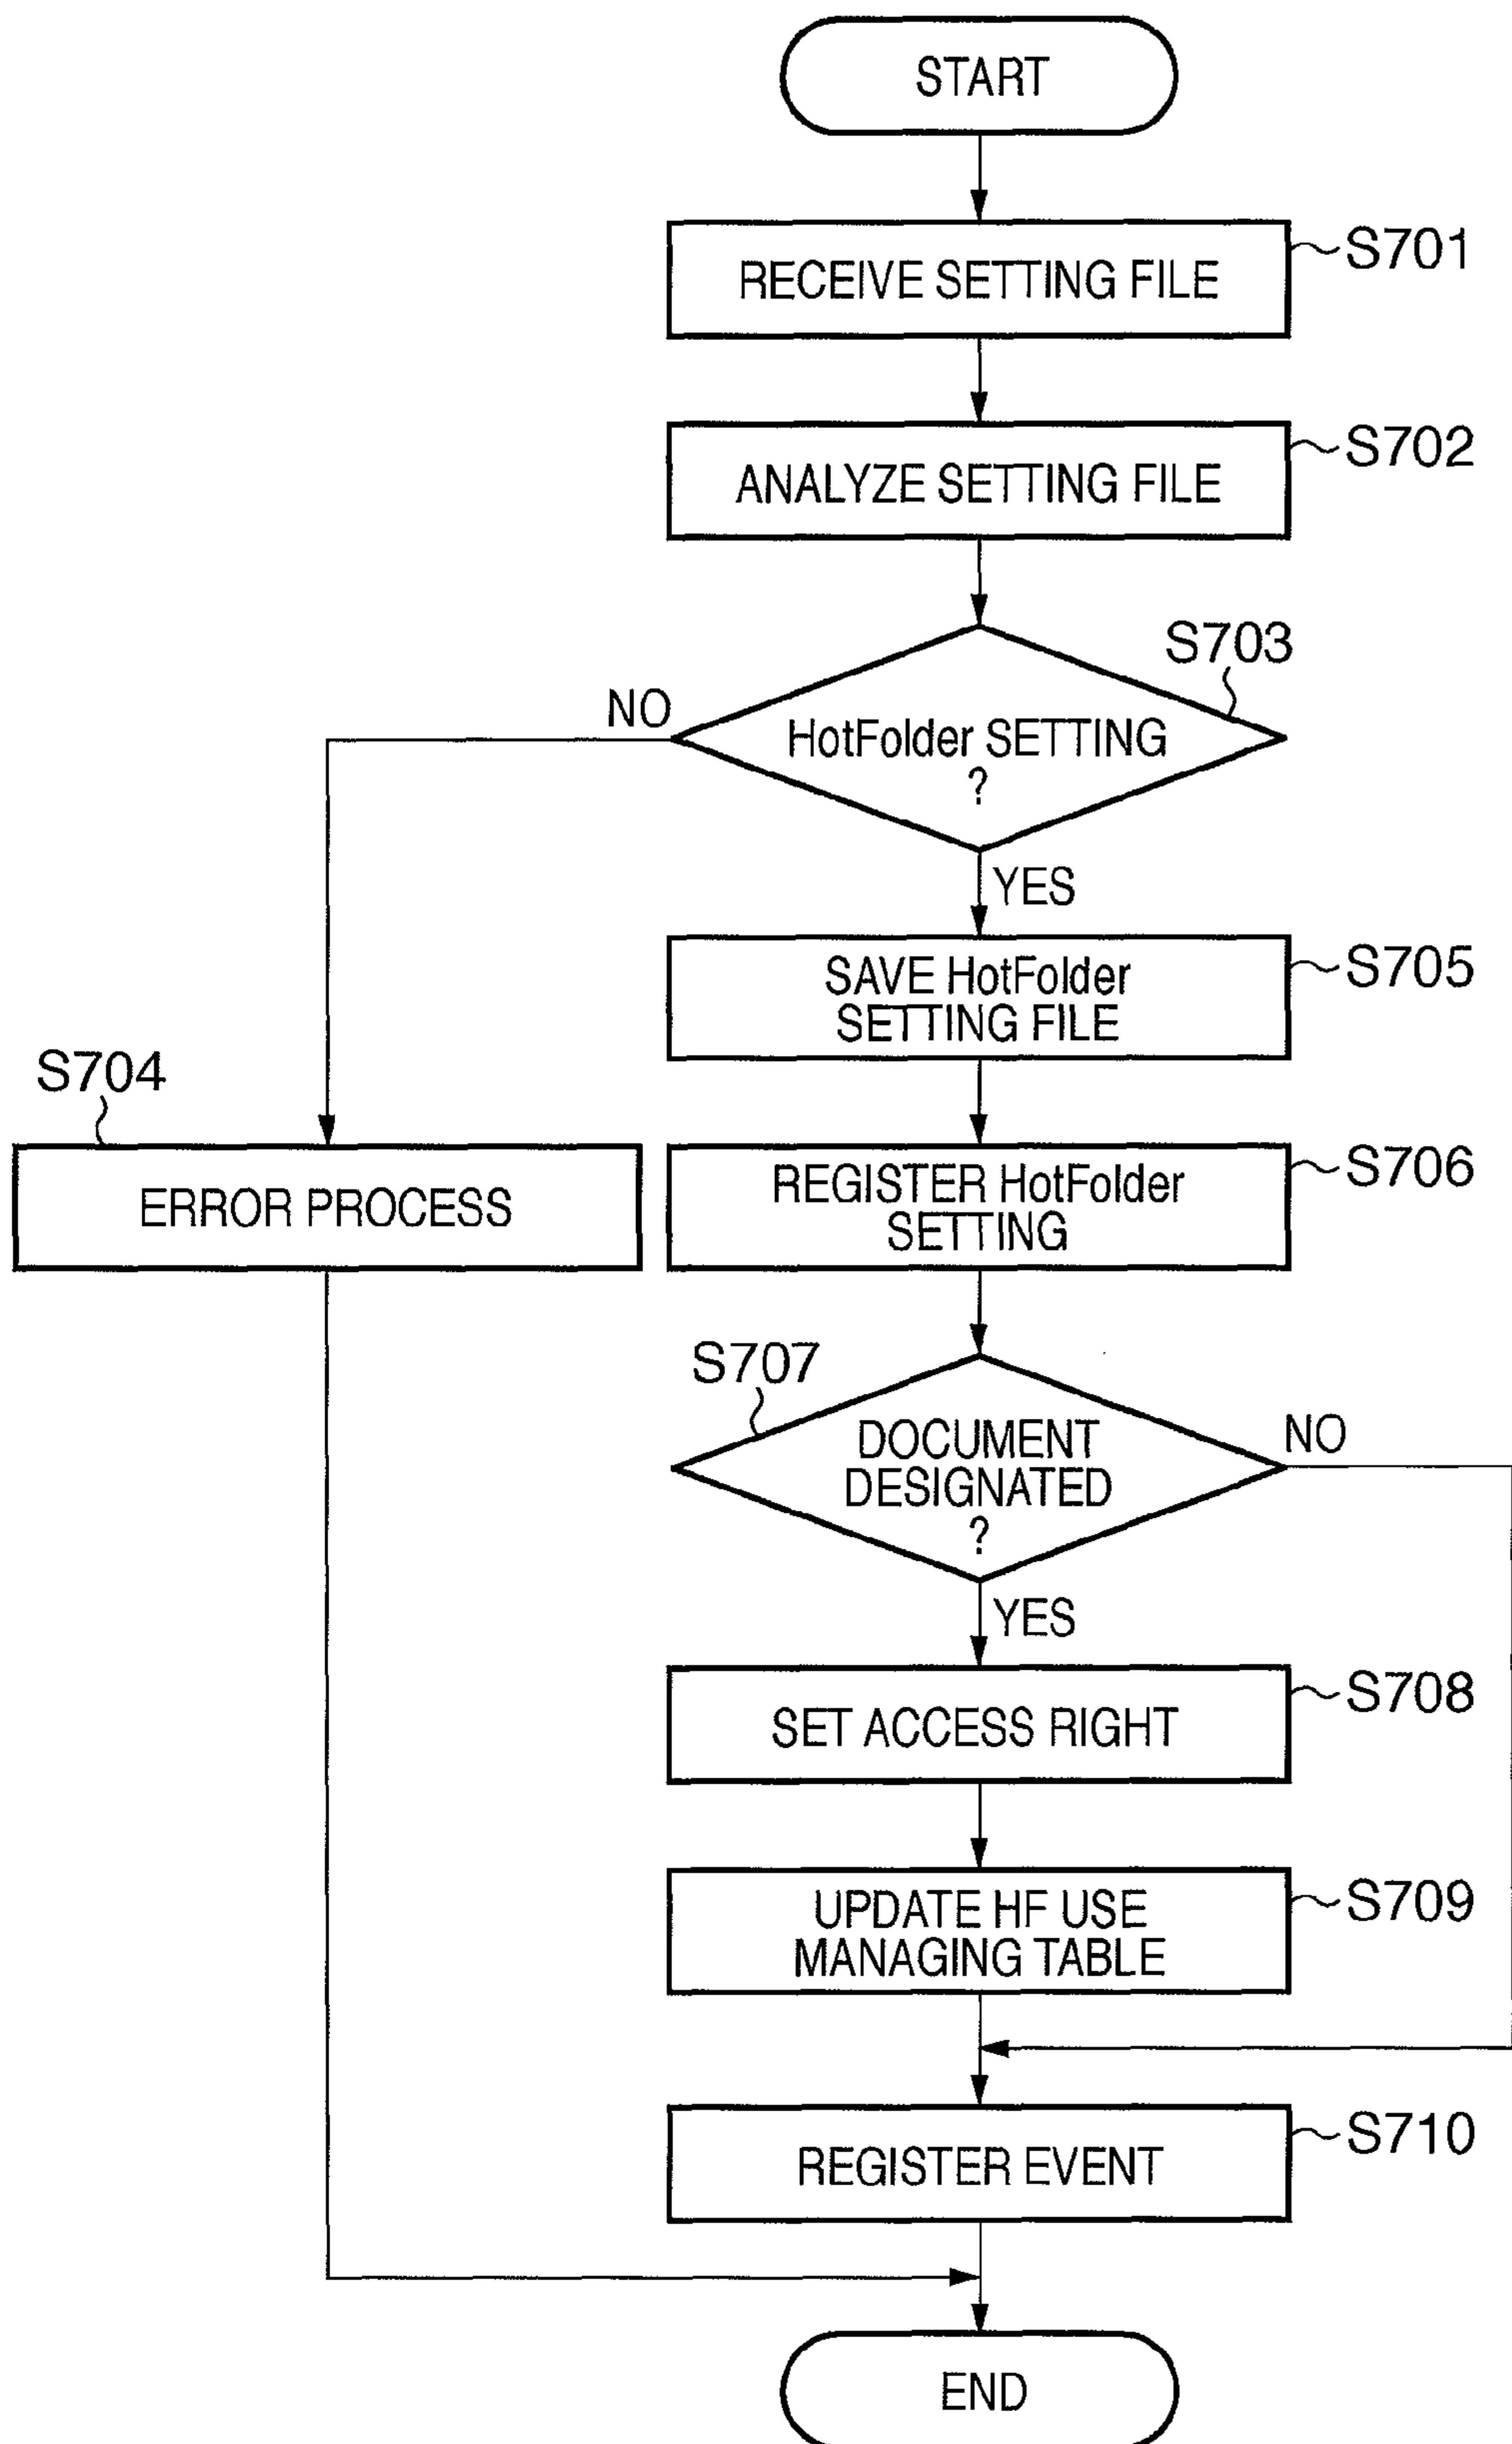 START
RECEIVE SETTING FILE
S701
ANALYZE SETTING FILE
S702
S703
NO
HotFolder SETTING
?
YES
SAVE HotFolder
SETTING FILE
S705
S704
ERROR PROCESS
REGISTER HotFolder
SETTING
S706
S707
DOCUMENT
DESIGNATED
?
NO
YES
SET ACCESS RIGHT
S708
UPDATE HF USE
MANAGING TABLE
S709
REGISTER EVENT
S710
END